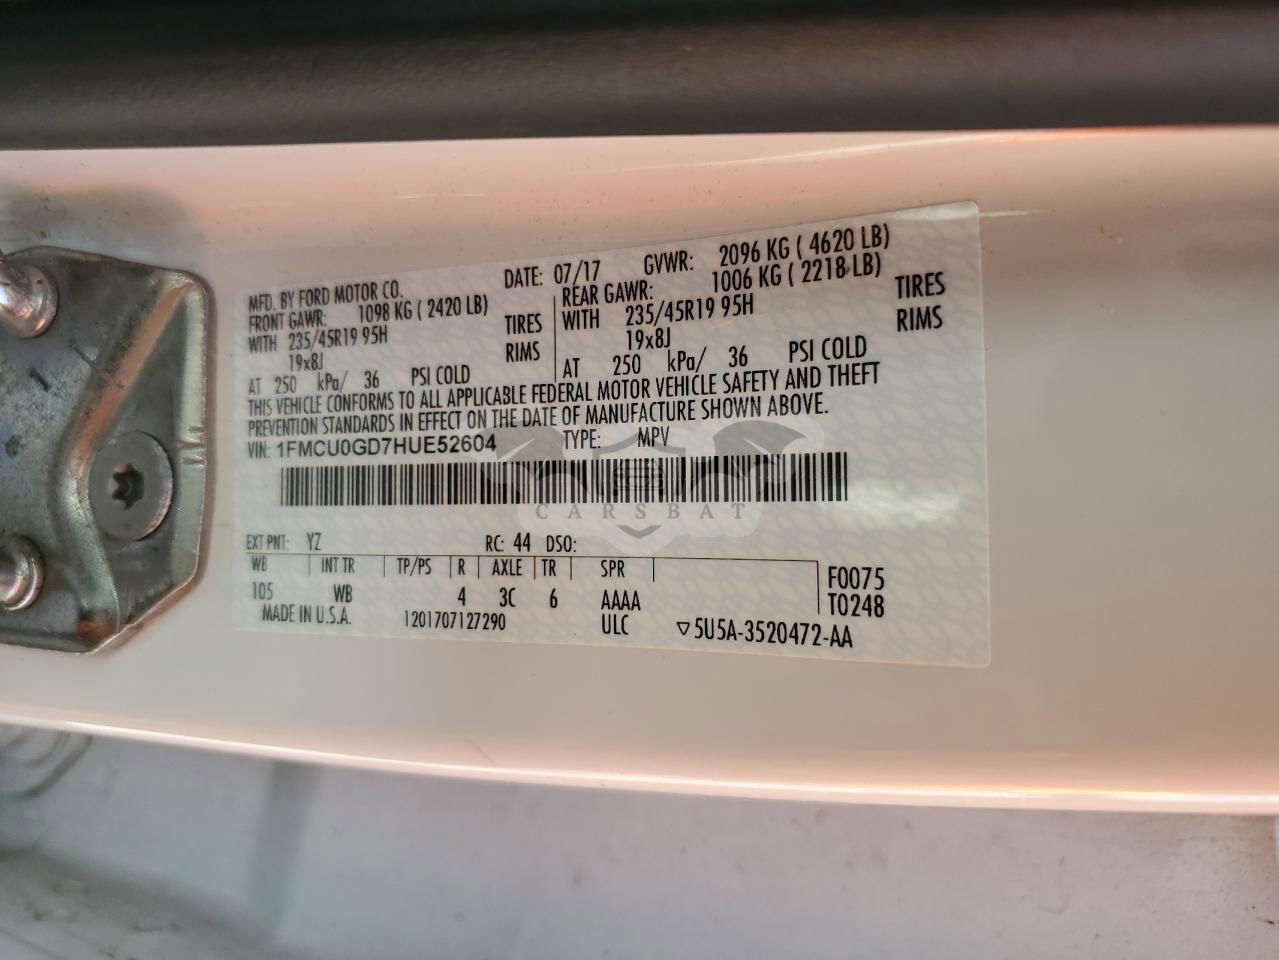 MFD. BY FORD MOTOR CO. DATE: 07/17 GVWR: 2096 KG ( 4620 LB)
FRONT GAWR: 1098 KG ( 2420 LB) REAR GAWR: 1006 KG ( 2218 LB)
WITH 235/45R19 95H TIRES WITH 235/45R19 95H TIRES
19x8J RIMS 19x8J RIMS
AT 250 kPa/ 36 PSI COLD AT 250 kPa/ 36 PSI COLD
THIS VEHICLE CONFORMS TO ALL APPLICABLE FEDERAL MOTOR VEHICLE SAFETY AND THEFT
PREVENTION STANDARDS IN EFFECT ON THE DATE OF MANUFACTURE SHOWN ABOVE.
VIN: 1FMCU0GD7HUE52604 TYPE: MPV
CARSBAT
EXT PNT: YZ RC: 44 DSO:
WB INT TR TP/PS R AXLE TR SPR F0075
105 WB 4 3C 6 AAAA T0248
MADE IN U.S.A. 1201707127290 ULC ▽5U5A-3520472-AA